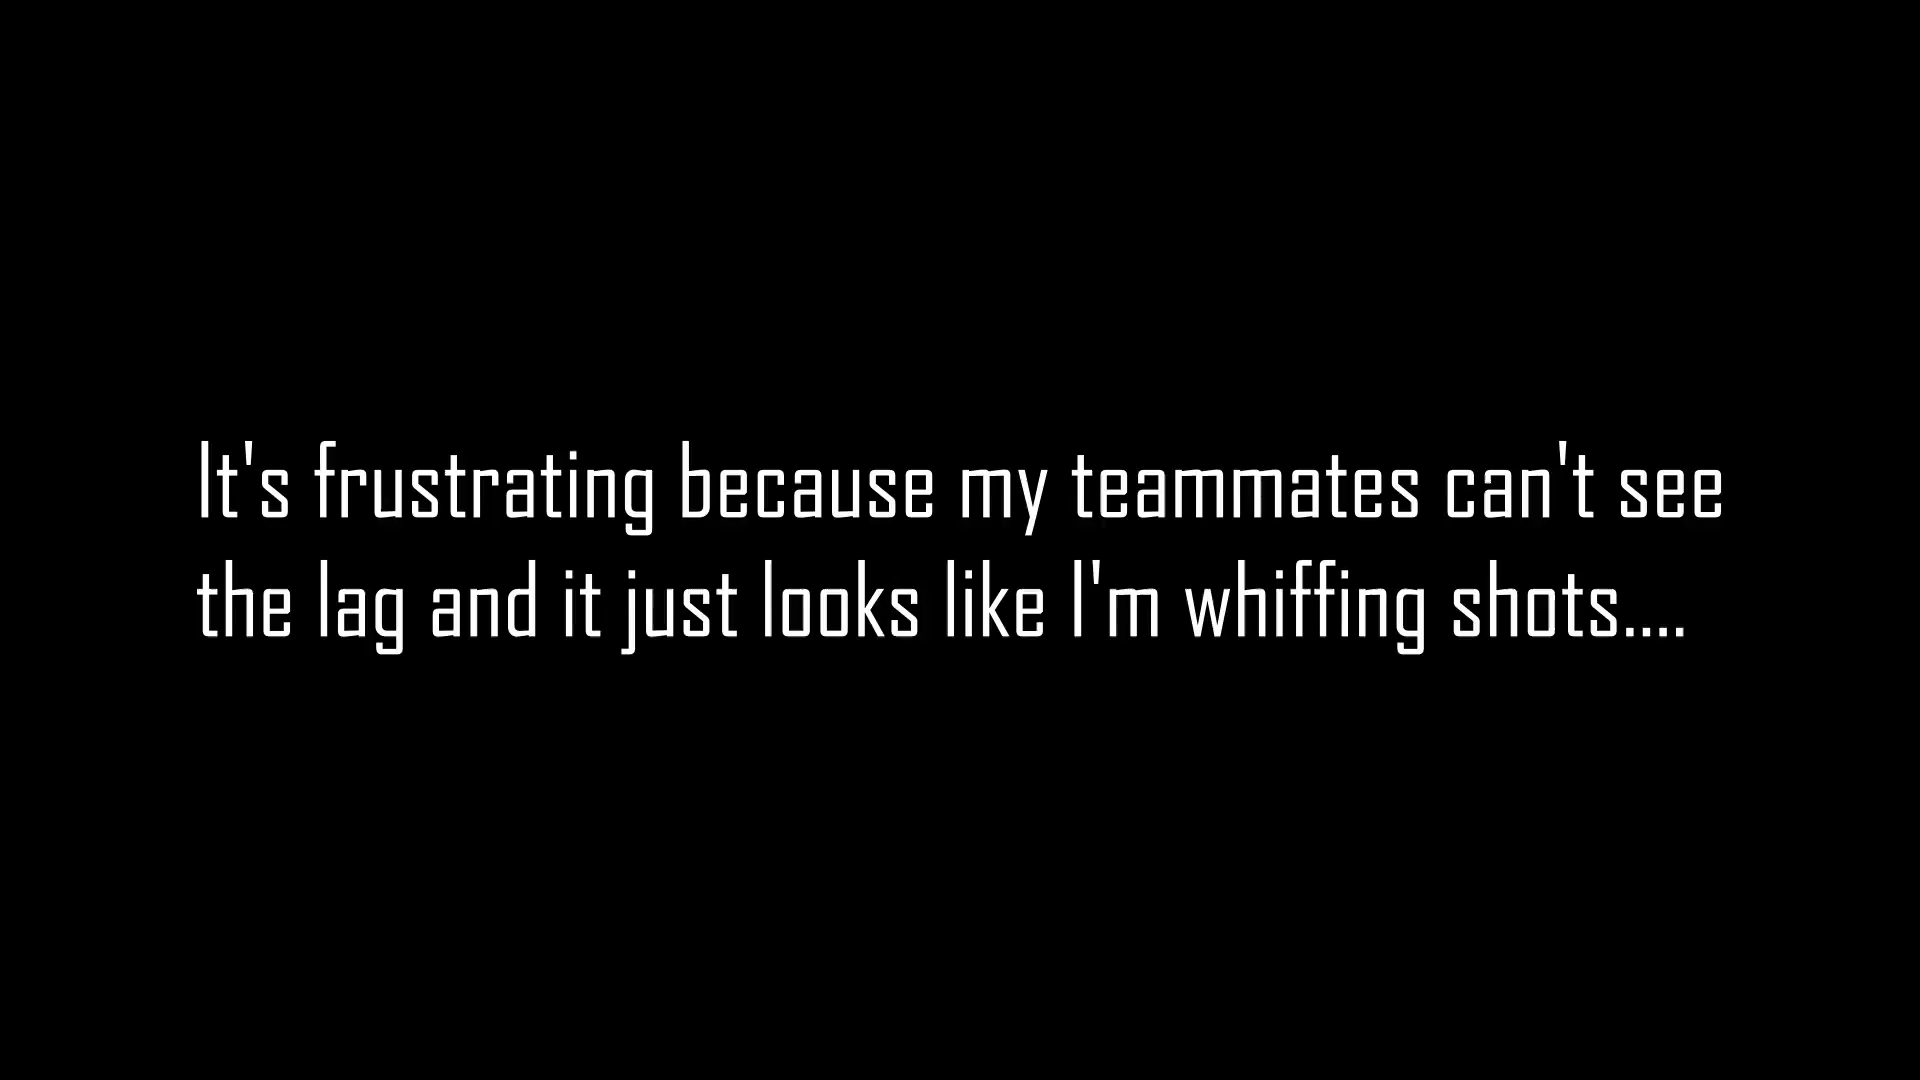 It's frustrating because my teammates can't see
the lag and it just looks like I'm whiffing shots....